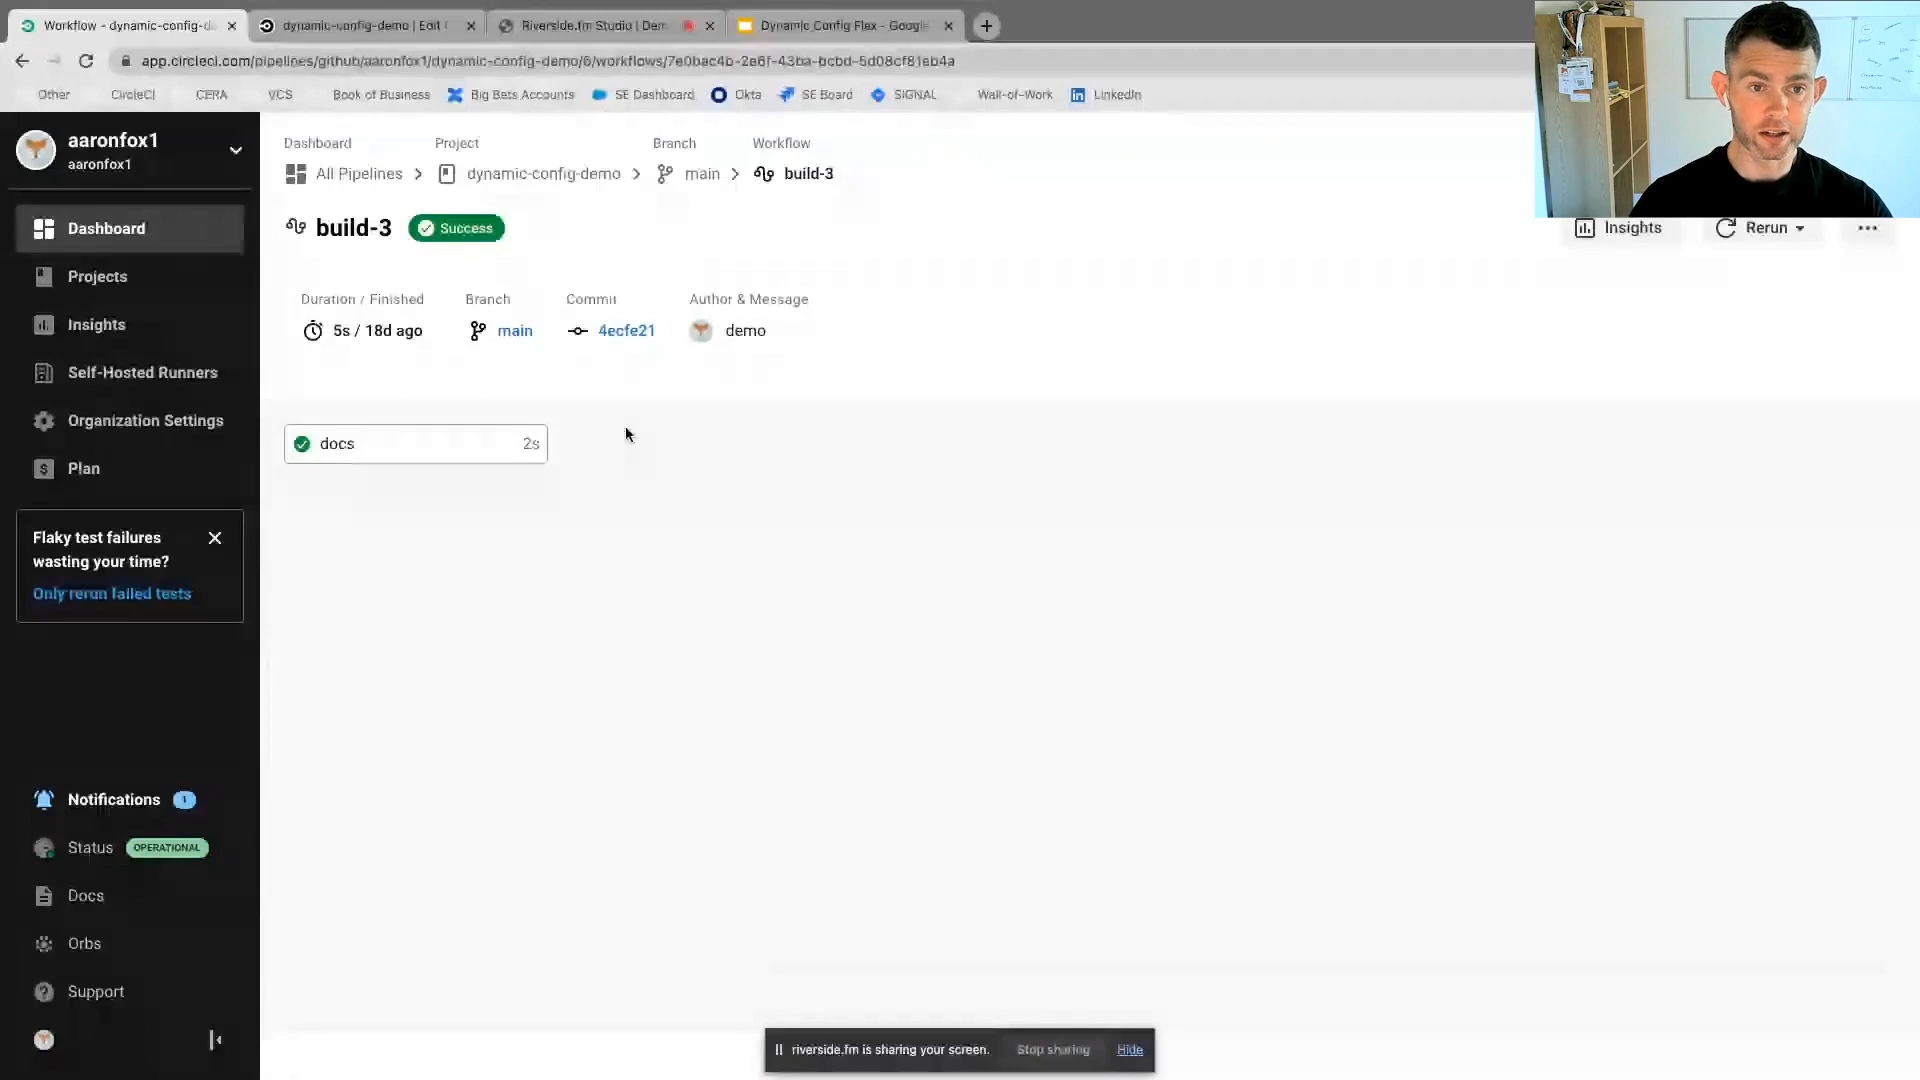 Workflow - dynamic-config-d
dynamic-config-demo | Edit
Riverside.fm Studio | Dem
Dynamic Config Flex - Google
app.circleci.com/pipelines/github/aaronfox1/dynamic-config-demo/6/workflows/7e0bac4b-2e6f-43ba-bcbd-5d08cf81eb4a
Other
CircleCI
CERA
VCS
Book of Business
Big Bets Accounts
SE Dashboard
Okta
SE Board
SIGNAL
Wall-of-Work
LinkedIn
aaronfox1
aaronfox1
Dashboard
Projects
Insights
Self-Hosted Runners
Organization Settings
Plan
Flaky test failures
wasting your time?
Only rerun failed tests
Notifications 1
Status OPERATIONAL
Docs
Orbs
Support
Dashboard Project Branch Workflow
All Pipelines dynamic-config-demo main build-3
build-3 Success
Insights Rerun
Duration / Finished Branch Commit Author & Message
5s / 18d ago main 4ecfe21 demo
docs 2s
riverside.fm is sharing your screen. Stop sharing Hide